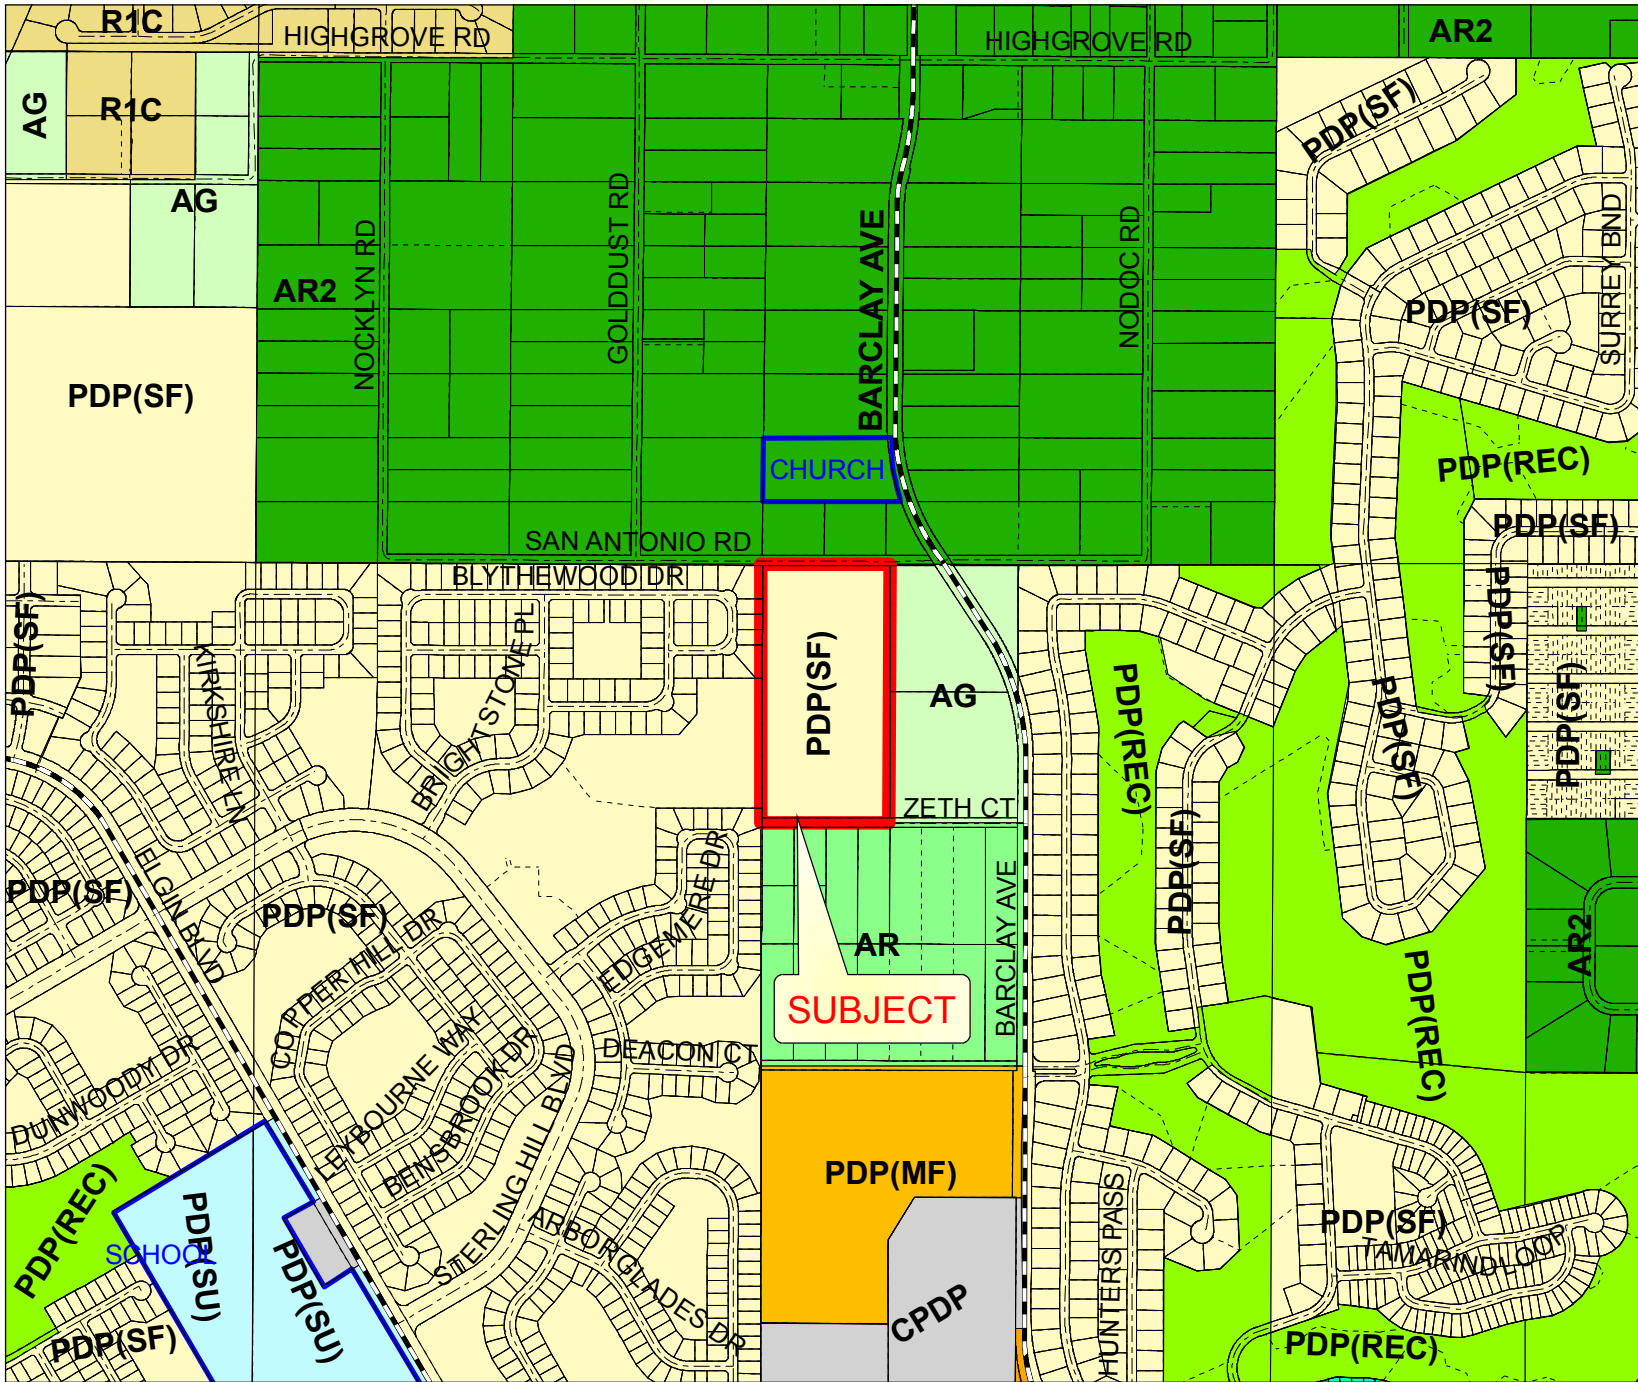 R1C
HIGHGROVE RD
HIGHGROVE RD
AR2
AG
R1C
PDP(SF)
AG
NOCKLYN RD
GOLDDUST RD
BARCLAY AVE
NODOC RD
SURREY BND
AR2
PDP(SF)
PDP(SF)
CHURCH
PDP(REC)
PDP(SF)
SAN ANTONIO RD
BLYTHEWOOD DR
PDP(SF)
KIRKSHIRE LN
BRIGHTSTONE PL
PDP(SF)
AG
PDP(REC)
PDP(SF)
PDP(SF)
PDP(SF)
ZETH CT
ELGIN BLVD
PDP(SF)
PDP(SF)
COPPER HILL DR
EDGEMERE DR
AR
BARCLAY AVE
PDP(SF)
AR2
SUBJECT
PDP(REC)
DUNWOODY DR
LEYBOURNE WAY
BENSBROOK DR
DEACON CT
STERLING HILL BLVD
PDP(MF)
PDP(REC)
SCHOOL
PDP(SU)
PDP(SU)
ARBORGLADES DR
HUNTERS PASS
PDP(SF)
TAMARIND LOOP
CPDP
PDP(SF)
PDP(REC)